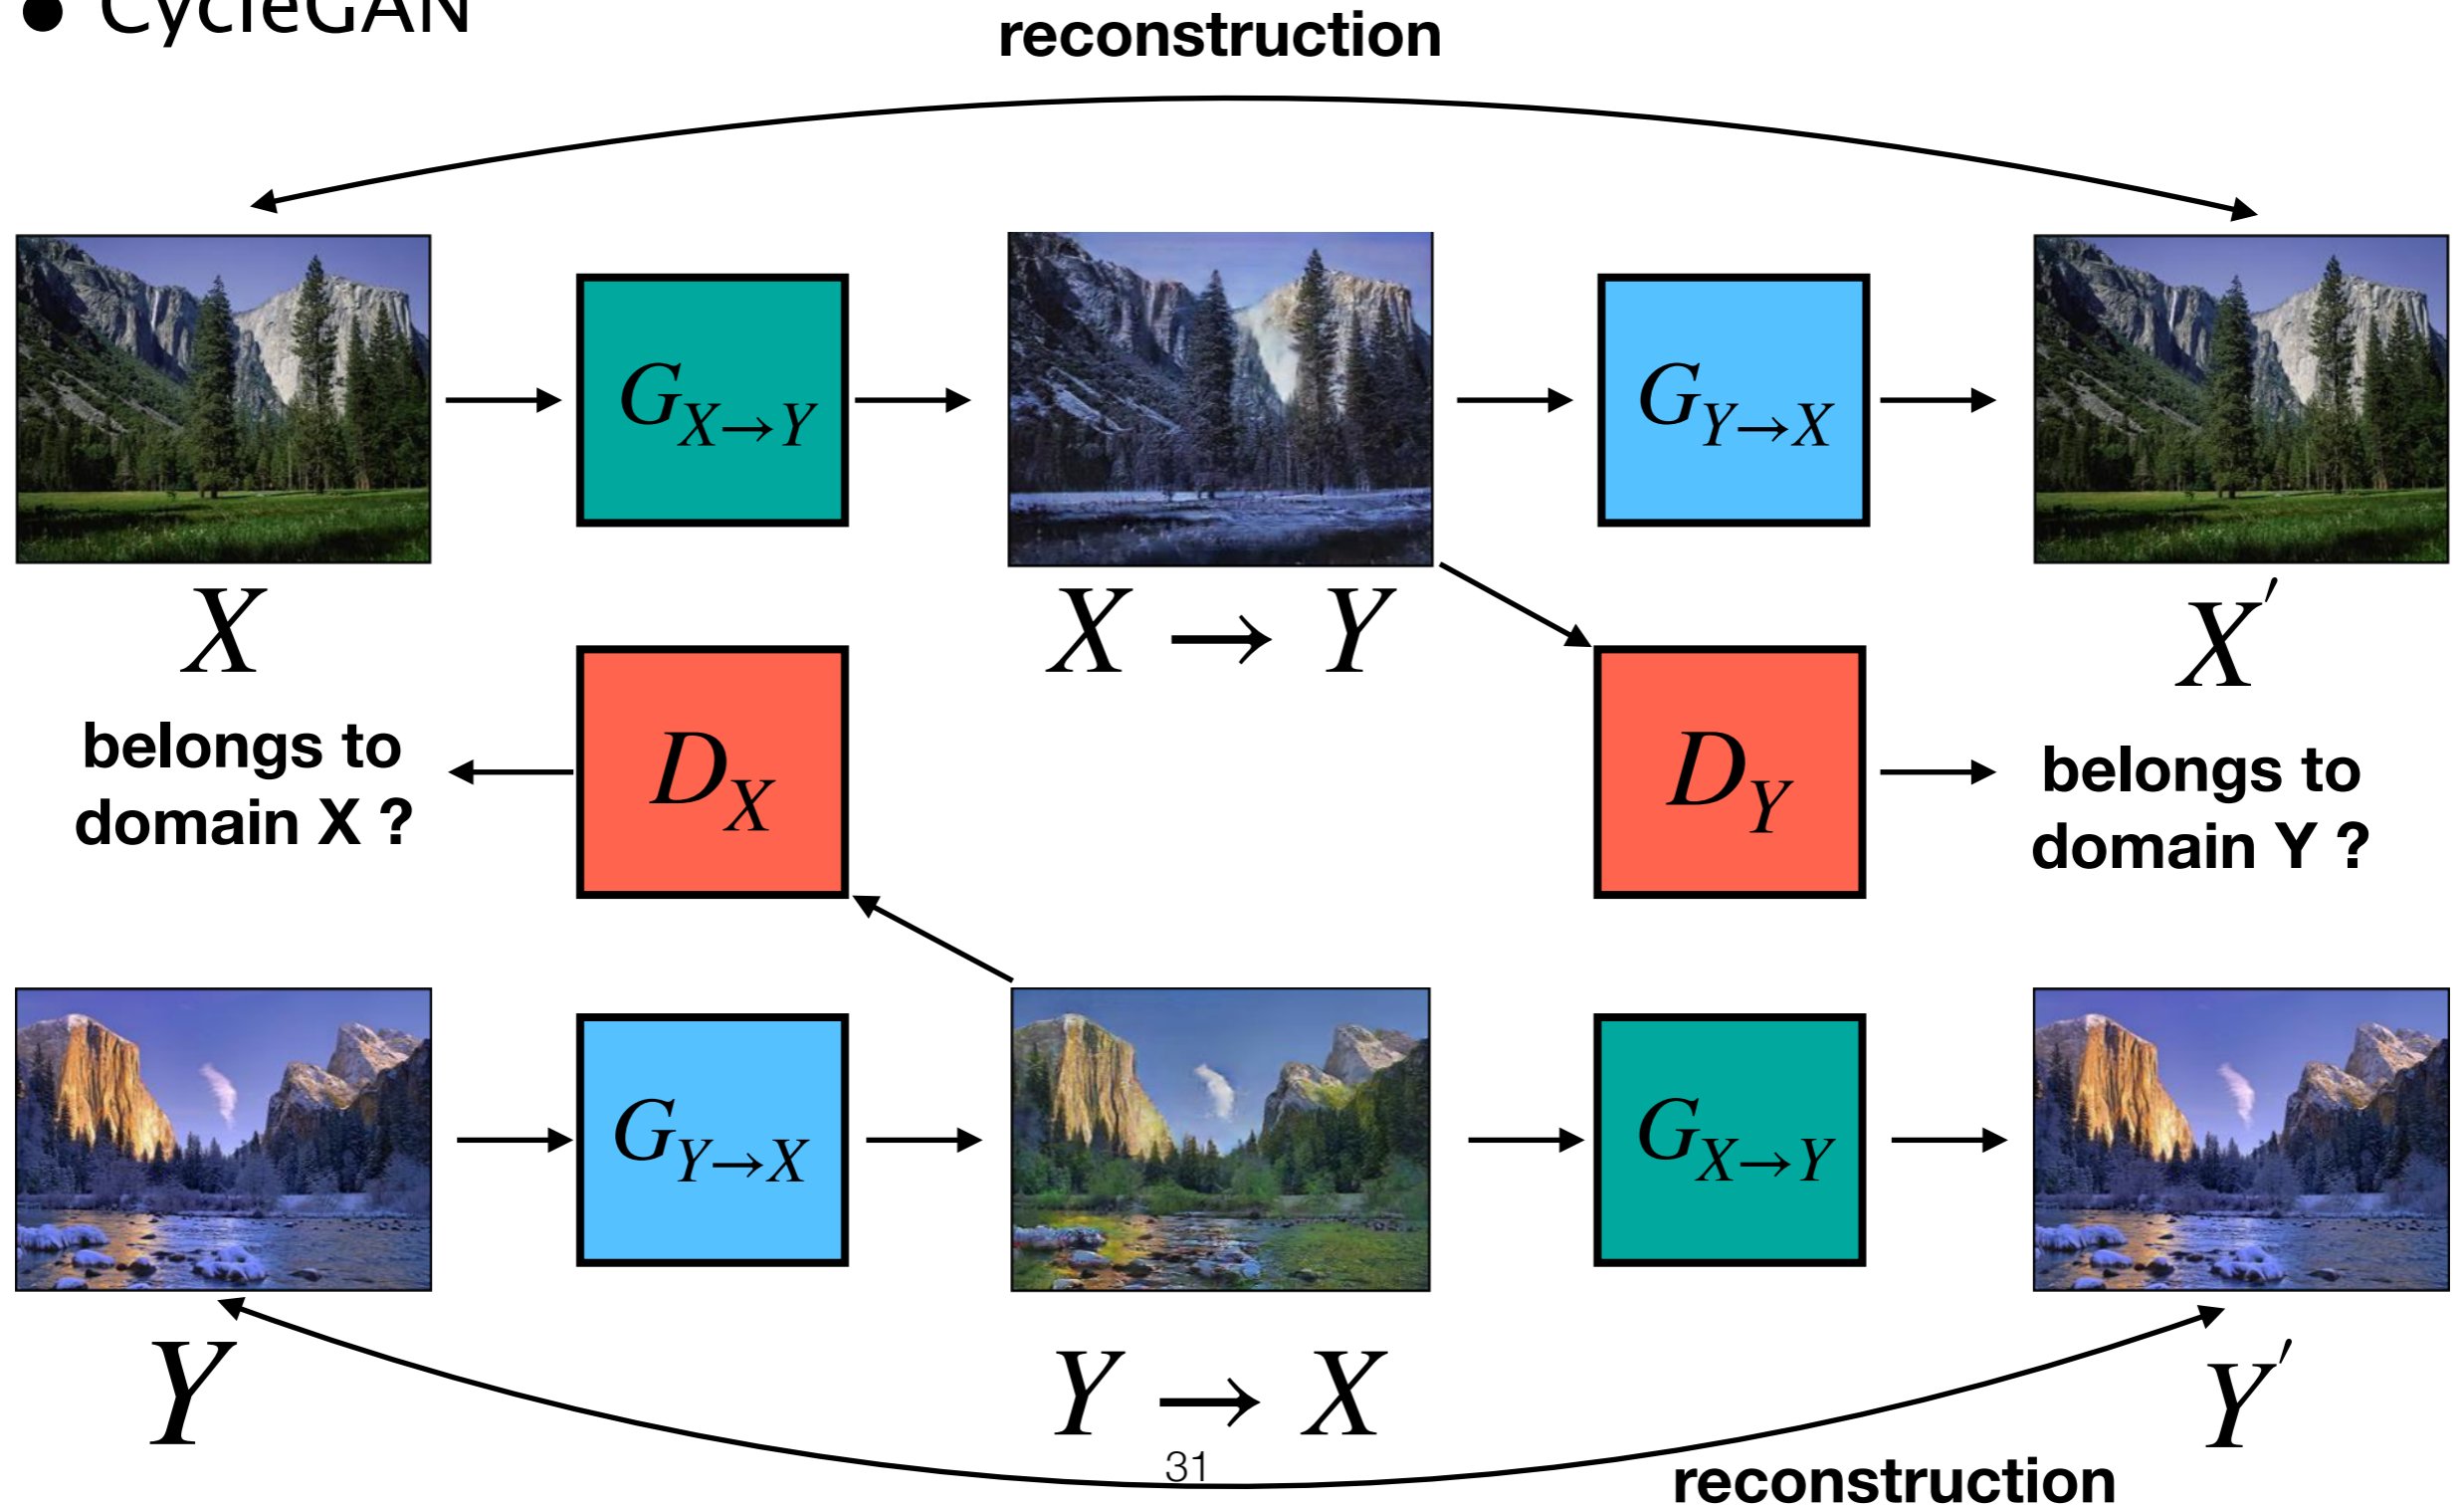 • CycleGAN
reconstruction
G_{X→Y}
G_{Y→X}
X
X → Y
X′
D_X
D_Y
belongs to
domain X ?
belongs to
domain Y ?
G_{Y→X}
G_{X→Y}
Y
Y → X
Y′
31
reconstruction